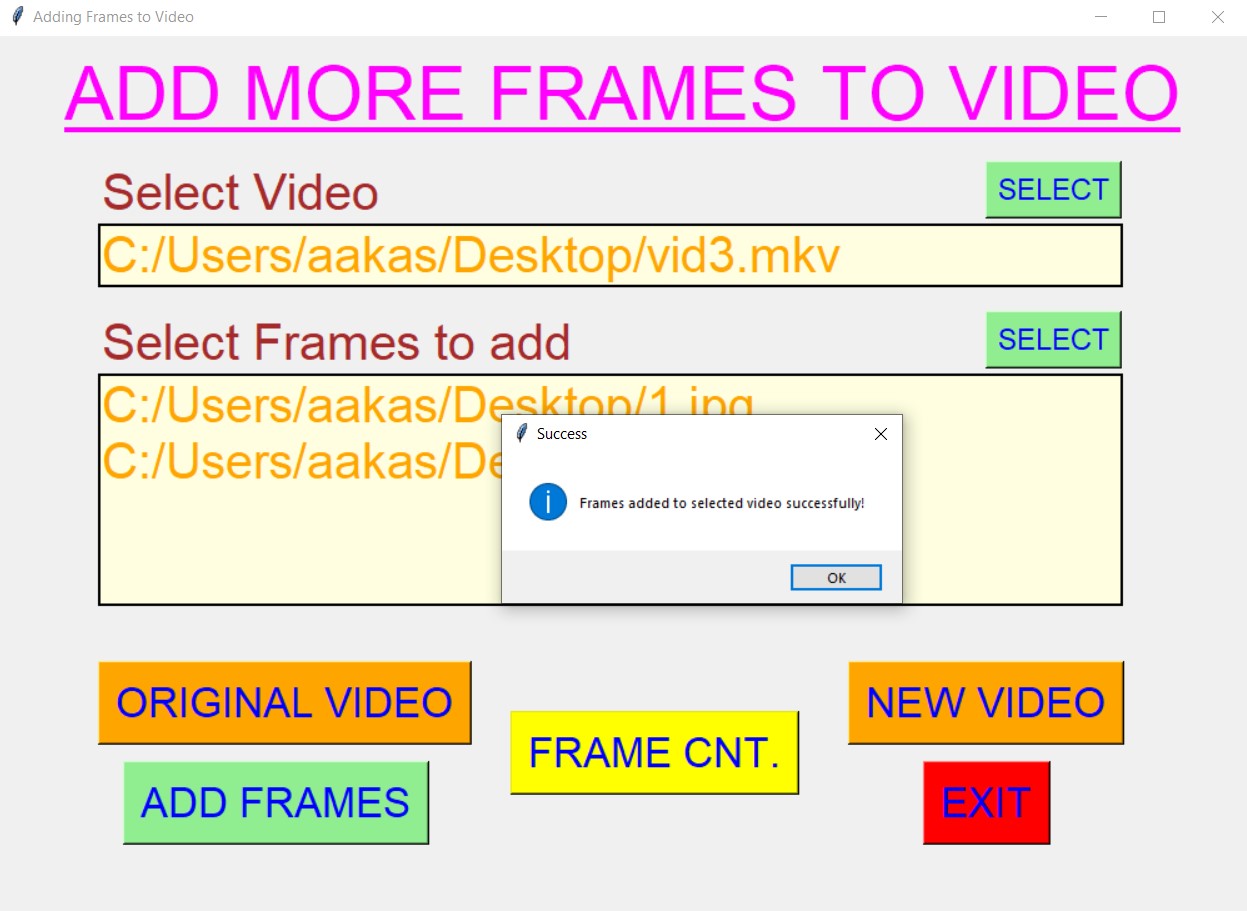 Adding Frames to Video
ADD MORE FRAMES TO VIDEO
Select Video
SELECT
C:/Users/aakas/Desktop/vid3.mkv
Select Frames to add
SELECT
C:/Users/aakas/Desktop/1.jpg
C:/Users/aakas/De
Success
Frames added to selected video successfully!
OK
ORIGINAL VIDEO
NEW VIDEO
FRAME CNT.
ADD FRAMES
EXIT